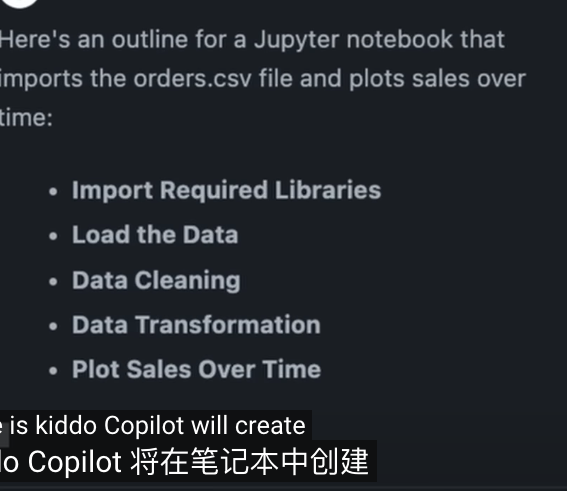 Here's an outline for a Jupyter notebook that
imports the orders.csv file and plots sales over
time:
• Import Required Libraries
• Load the Data
• Data Cleaning
• Data Transformation
• Plot Sales Over Time
is kiddo Copilot will create
do Copilot 将在笔记本中创建